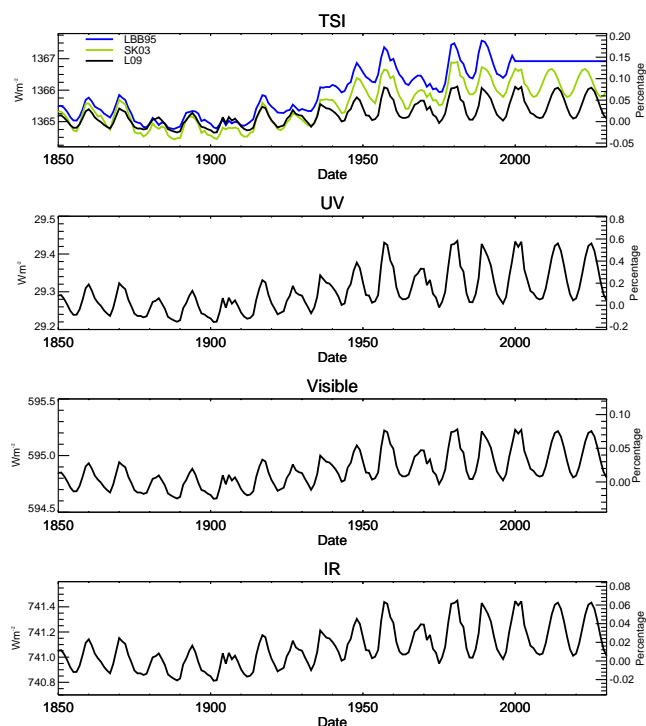 TSI
LBB95
SK03
L09
1367
1366
1365
Wm⁻²
0.20
0.15
0.10
0.05
0.00
-0.05
Percentage
1850 1900 1950 2000
Date
UV
29.5
29.4
29.3
29.2
Wm⁻²
0.8
0.6
0.4
0.2
0.0
-0.2
Percentage
1850 1900 1950 2000
Date
Visible
595.5
595.0
594.5
Wm⁻²
0.10
0.05
0.00
Percentage
1850 1900 1950 2000
Date
IR
741.4
741.2
741.0
740.8
Wm⁻²
0.08
0.06
0.04
0.02
0.00
-0.02
Percentage
1850 1900 1950 2000
Date